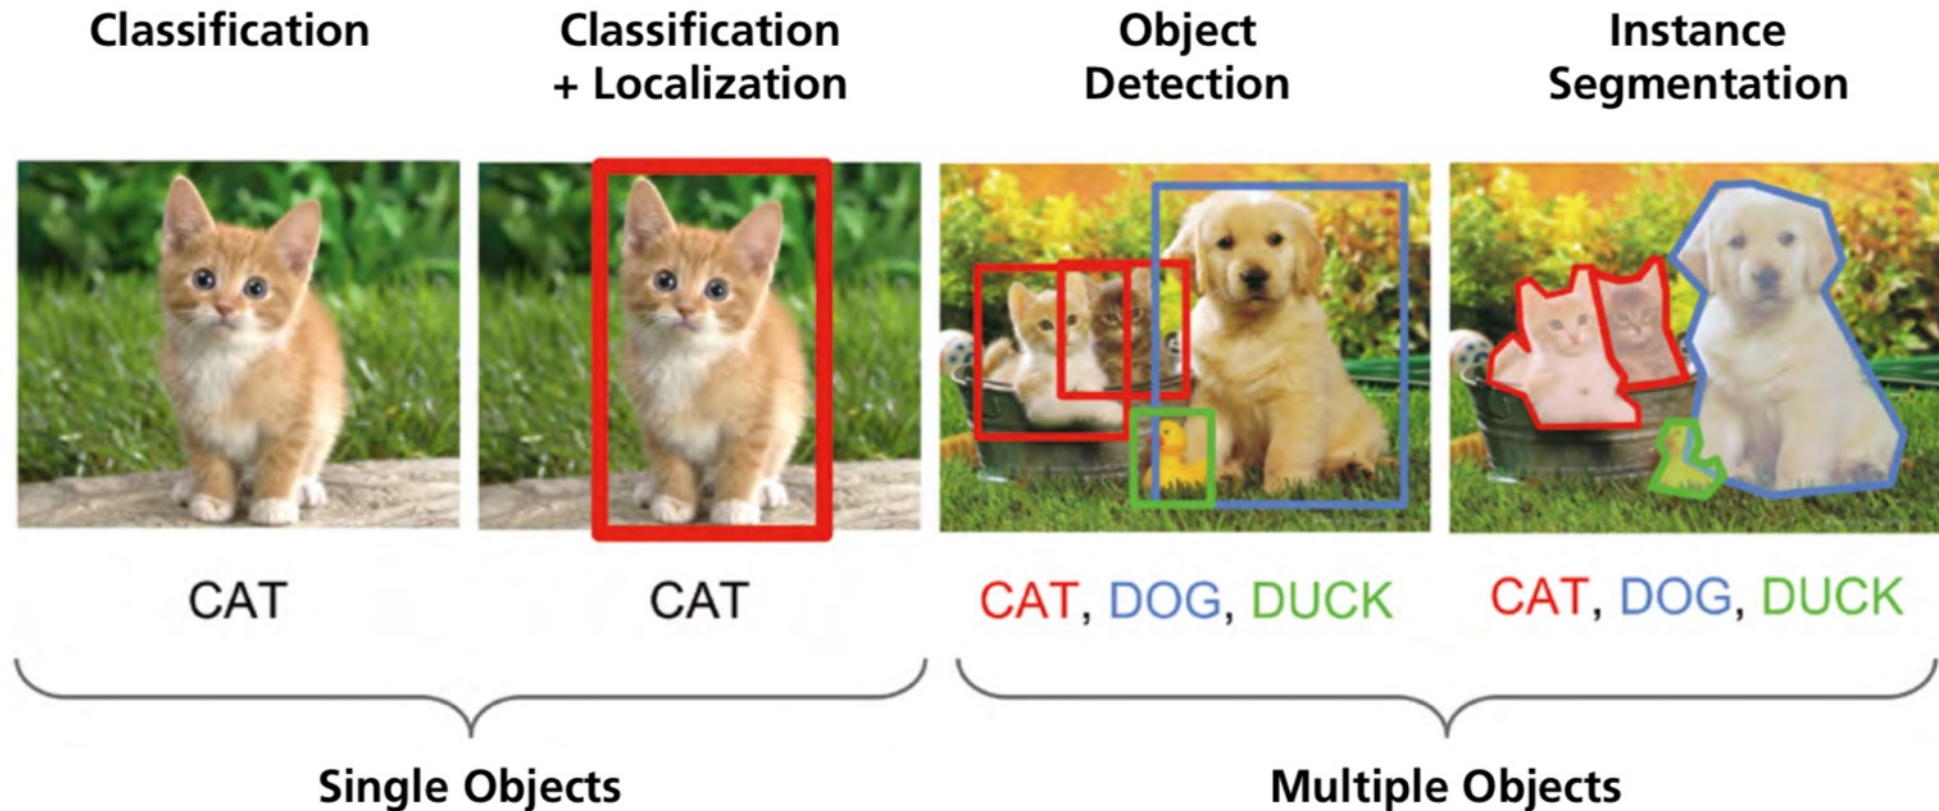 Classification
Classification
+ Localization
Object
Detection
Instance
Segmentation
CAT
CAT
CAT, DOG, DUCK
CAT, DOG, DUCK
Single Objects
Multiple Objects